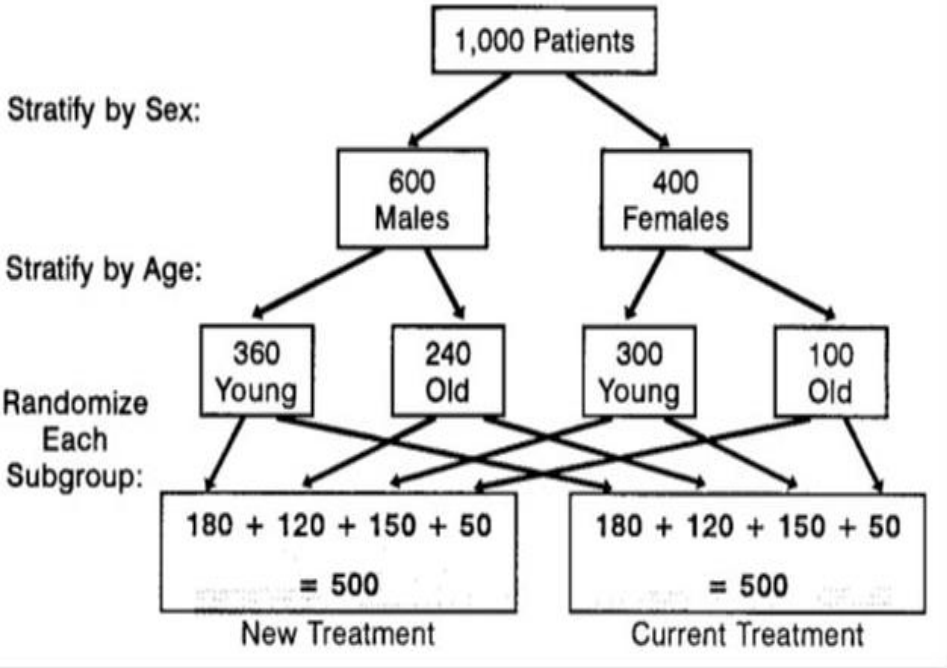 1,000 Patients
Stratify by Sex:
600
Males
400
Females
Stratify by Age:
360
Young
240
Old
300
Young
100
Old
Randomize
Each
Subgroup:
180 + 120 + 150 + 50
= 500
180 + 120 + 150 + 50
= 500
New Treatment
Current Treatment